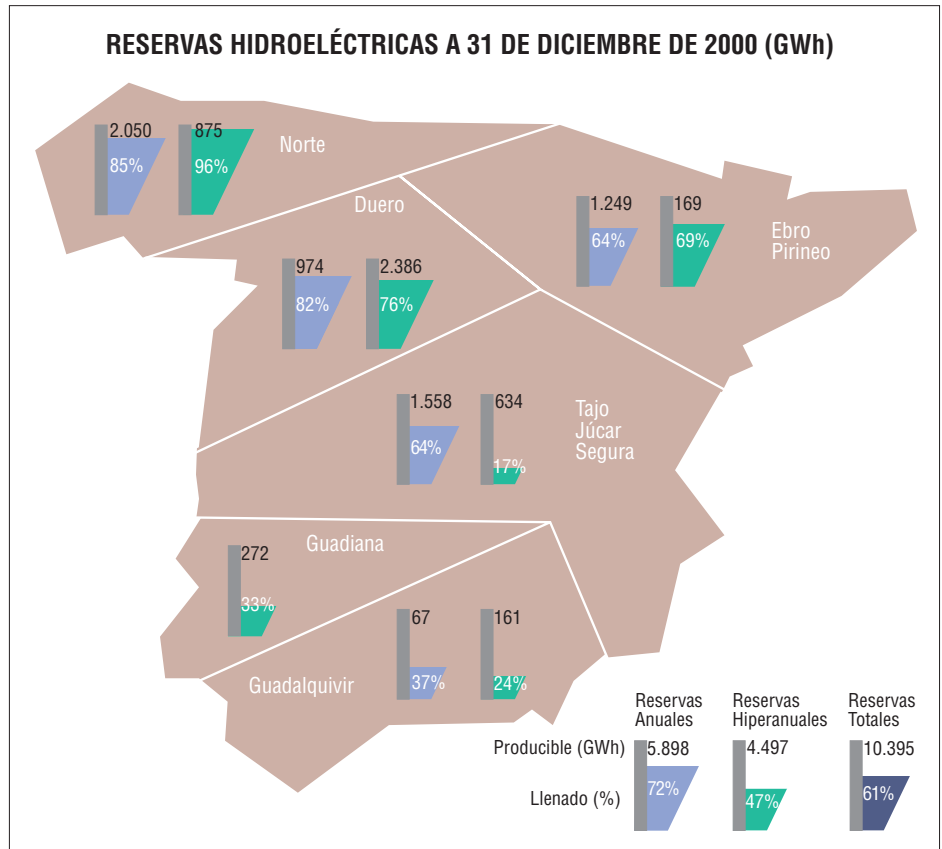 RESERVAS HIDROELÉCTRICAS A 31 DE DICIEMBRE DE 2000 (GWh)
2.050 875
85% 96%
Norte
Duero
1.249 169
64% 69%
Ebro
Pirineo
974 2.386
82% 76%
1.558 634
64% 17%
Tajo
Júcar
Segura
Guadiana
272
33%
67 161
37% 24%
Guadalquivir
Reservas Anuales
Reservas Hiperanuales
Reservas Totales
Producible (GWh) 5.898 4.497 10.395
Llenado (%) 72% 47% 61%